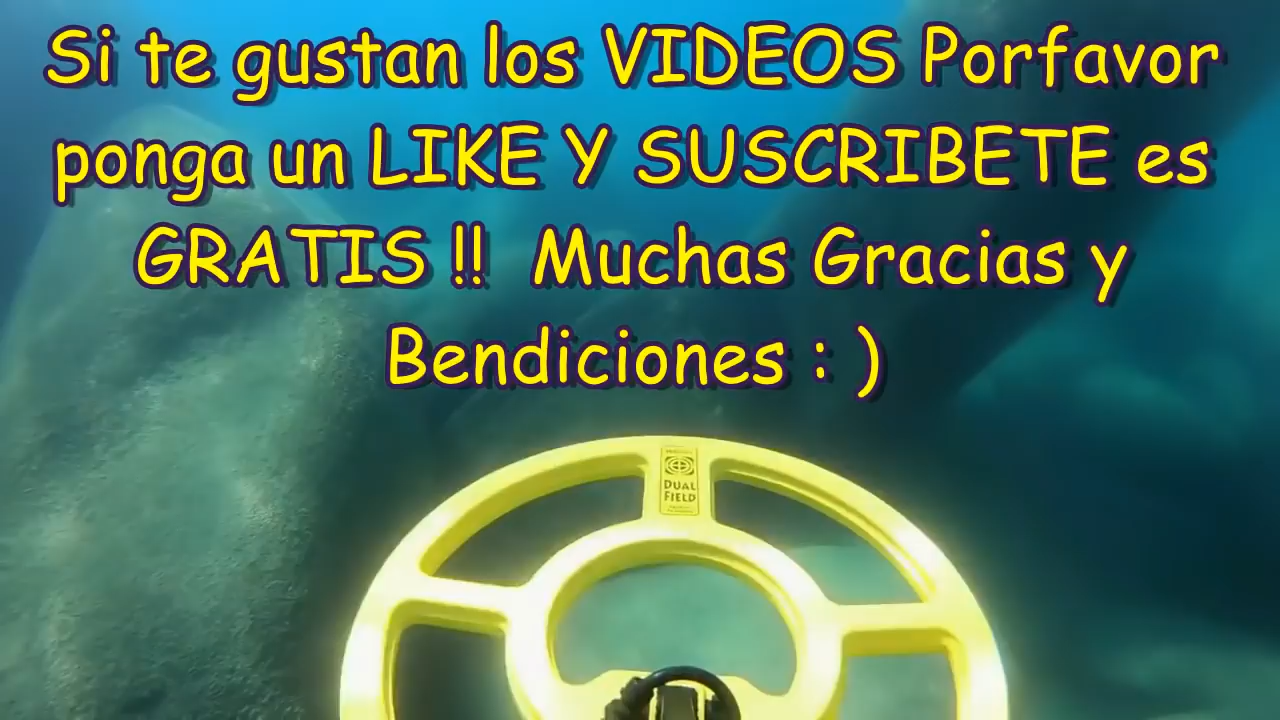 Si te gustan los VIDEOS Porfavor
ponga un LIKE Y SUSCRIBETE es
GRATIS !!  Muchas Gracias y
Bendiciones : )
DUAL
FIELD